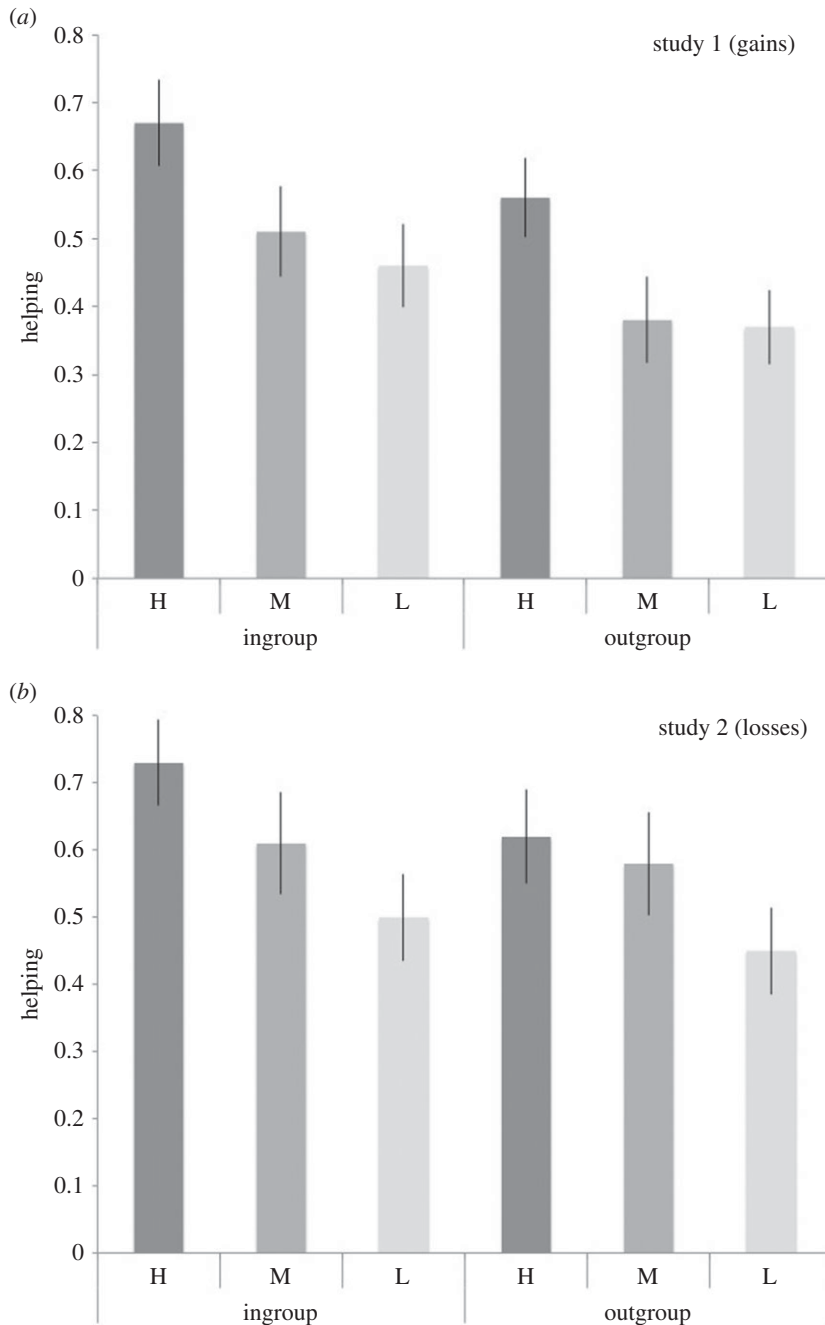 (a)
0.8
study 1 (gains)
0.7
0.6
0.5
0.4
0.3
0.2
0.1
0
helping
H M L H M L
ingroup outgroup
(b)
0.8
study 2 (losses)
0.7
0.6
0.5
0.4
0.3
0.2
0.1
0
helping
H M L H M L
ingroup outgroup